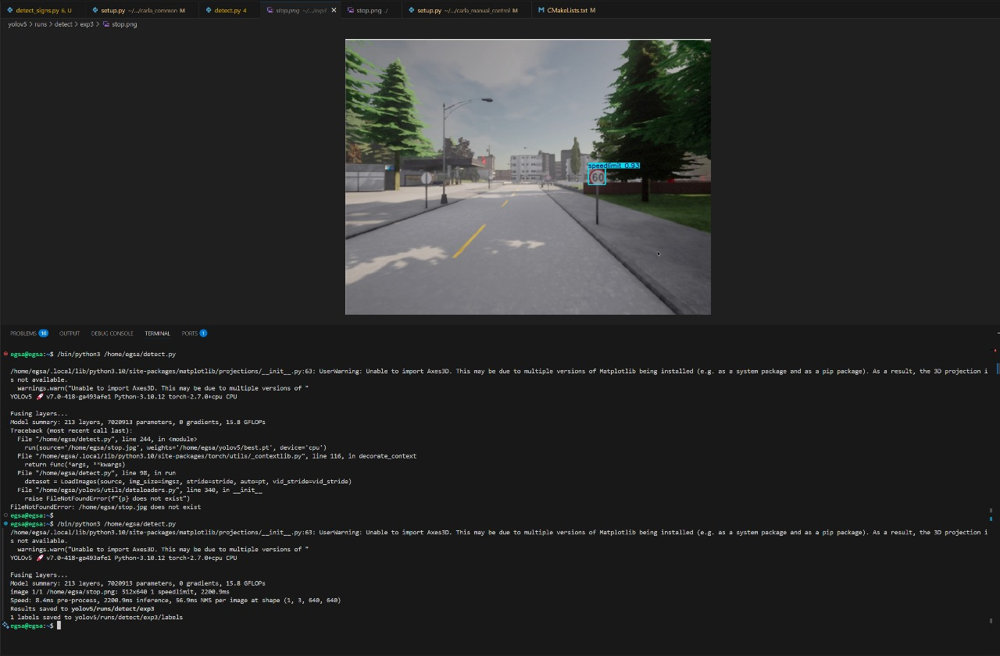 detect_signs.py 6, U setup.py ~/.../carla_common M detect.py 4 stop.png ~/.../exp3 stop.png ./ setup.py ~/.../carla_manual_control M CMakeLists.txt M
yolov5 > runs > detect > exp3 > stop.png
speedlimit 0.93
60
PROBLEMS 10 OUTPUT DEBUG CONSOLE TERMINAL PORTS 1
egsa@egsa:~$ /bin/python3 /home/egsa/detect.py
/home/egsa/.local/lib/python3.10/site-packages/matplotlib/projections/__init__.py:63: UserWarning: Unable to import Axes3D. This may be due to multiple versions of Matplotlib being installed (e.g. as a system package and as a pip package). As a result, the 3D projection i
s not available.
warnings.warn("Unable to import Axes3D. This may be due to multiple versions of "
YOLOv5 🚀 v7.0-418-ga493afe1 Python-3.10.12 torch-2.7.0+cpu CPU
Fusing layers...
Model summary: 213 layers, 7020913 parameters, 0 gradients, 15.8 GFLOPs
Traceback (most recent call last):
File "/home/egsa/detect.py", line 244, in <module>
run(source='/home/egsa/stop.jpg', weights='/home/egsa/yolov5/best.pt', device='cpu')
File "/home/egsa/.local/lib/python3.10/site-packages/torch/utils/_contextlib.py", line 116, in decorate_context
return func(*args, **kwargs)
File "/home/egsa/detect.py", line 98, in run
dataset = LoadImages(source, img_size=imgsz, stride=stride, auto=pt, vid_stride=vid_stride)
File "/home/egsa/yolov5/utils/dataloaders.py", line 340, in __init__
raise FileNotFoundError(f"{p} does not exist")
FileNotFoundError: /home/egsa/stop.jpg does not exist
egsa@egsa:~$
egsa@egsa:~$ /bin/python3 /home/egsa/detect.py
/home/egsa/.local/lib/python3.10/site-packages/matplotlib/projections/__init__.py:63: UserWarning: Unable to import Axes3D. This may be due to multiple versions of Matplotlib being installed (e.g. as a system package and as a pip package). As a result, the 3D projection i
s not available.
warnings.warn("Unable to import Axes3D. This may be due to multiple versions of "
YOLOv5 🚀 v7.0-418-ga493afe1 Python-3.10.12 torch-2.7.0+cpu CPU
Fusing layers...
Model summary: 213 layers, 7020913 parameters, 0 gradients, 15.8 GFLOPs
image 1/1 /home/egsa/stop.png: 512x640 1 speedlimit, 2200.9ms
Speed: 8.4ms pre-process, 2200.9ms inference, 56.9ms NMS per image at shape (1, 3, 640, 640)
Results saved to yolov5/runs/detect/exp3
1 labels saved to yolov5/runs/detect/exp3/labels
egsa@egsa:~$